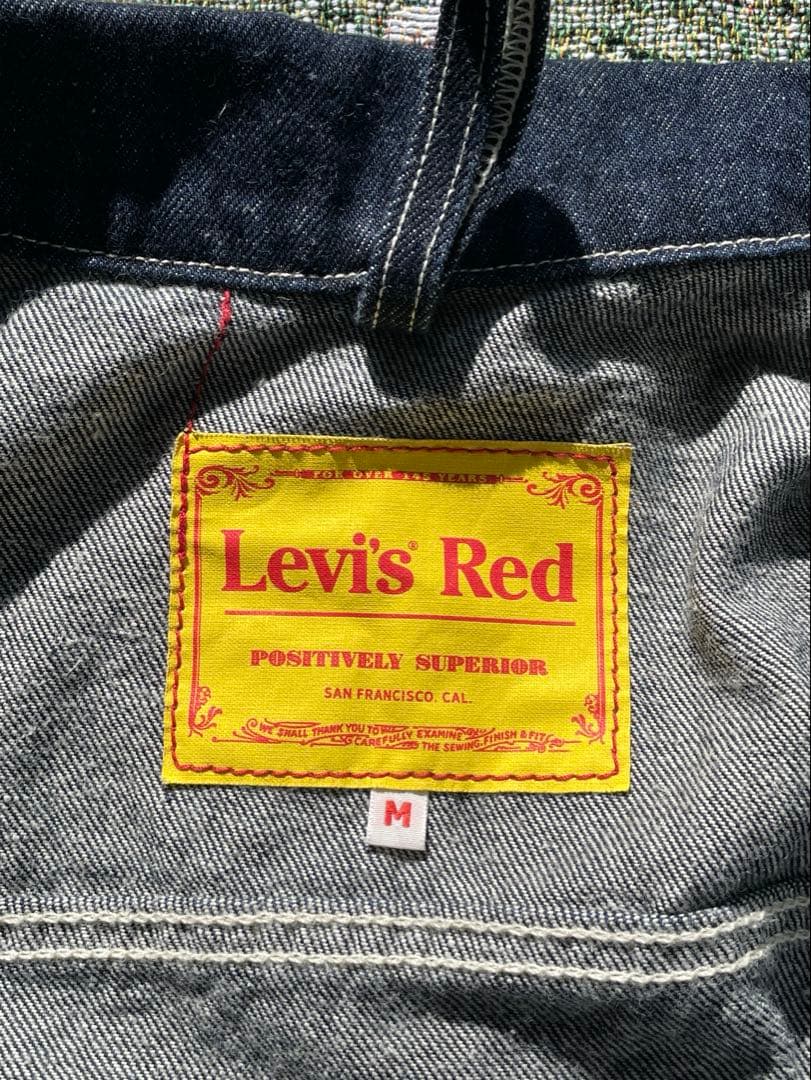 FOR OVER 145 YEARS
Levi's® Red
POSITIVELY SUPERIOR
SAN FRANCISCO. CAL.
WE SHALL THANK YOU TO
CAREFULLY EXAMINE
THE SEWING-FINISH & FIT
M